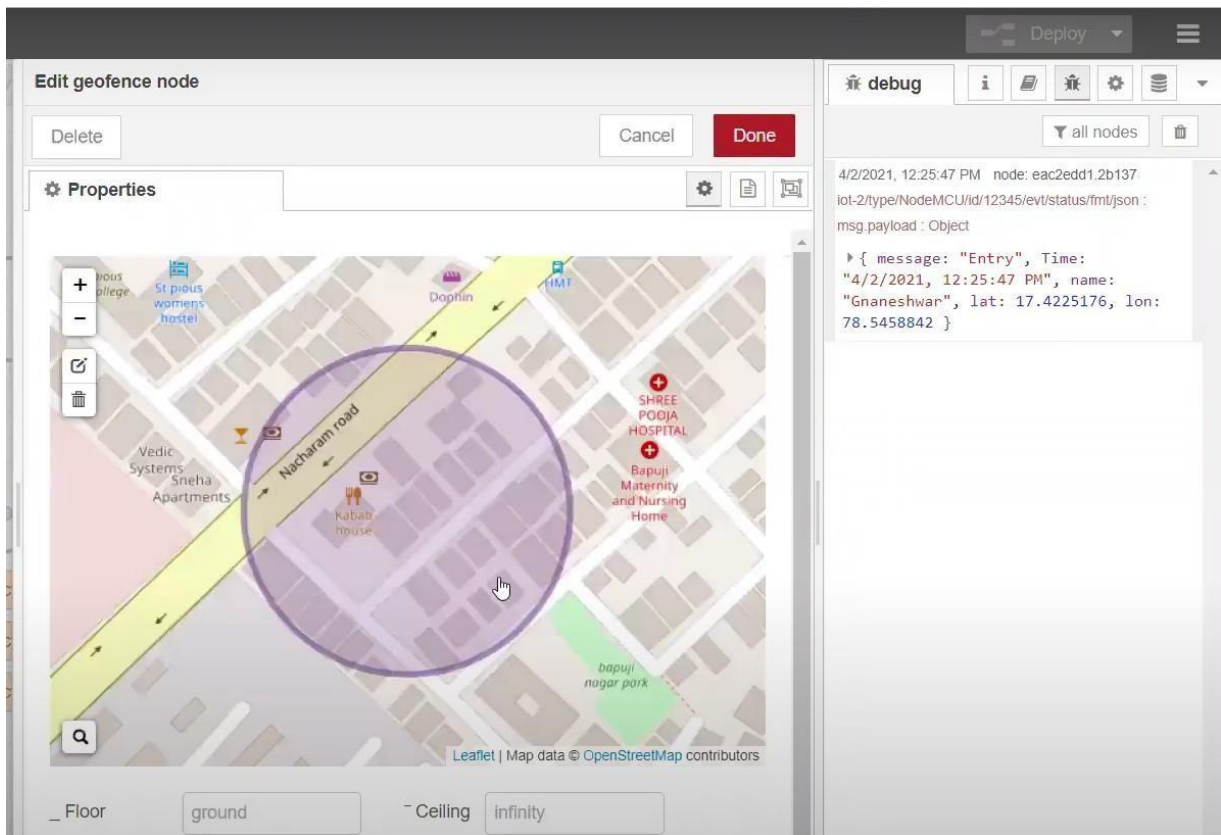 Deploy
Edit geofence node
Delete
Cancel
Done
Properties
debug
i
all nodes
4/2/2021, 12:25:47 PM node: eac2edd1.2b137
iot-2/type/NodeMCU/id/12345/evt/status/fmt/json :
msg.payload : Object
{ message: "Entry", Time:
"4/2/2021, 12:25:47 PM", name:
"Gnaneshwar", lat: 17.4225176, lon:
78.5458842 }
+
−
St pious
womens
hostel
Dophin
HMT
SHREE
POOJA
HOSPITAL
Nacharam road
Vedic
Systems
Sneha
Apartments
Kabab
house
Bapuji
Maternity
and Nursing
Home
bapuji
nagar park
Leaflet | Map data © OpenStreetMap contributors
_ Floor
ground
¯ Ceiling
infinity